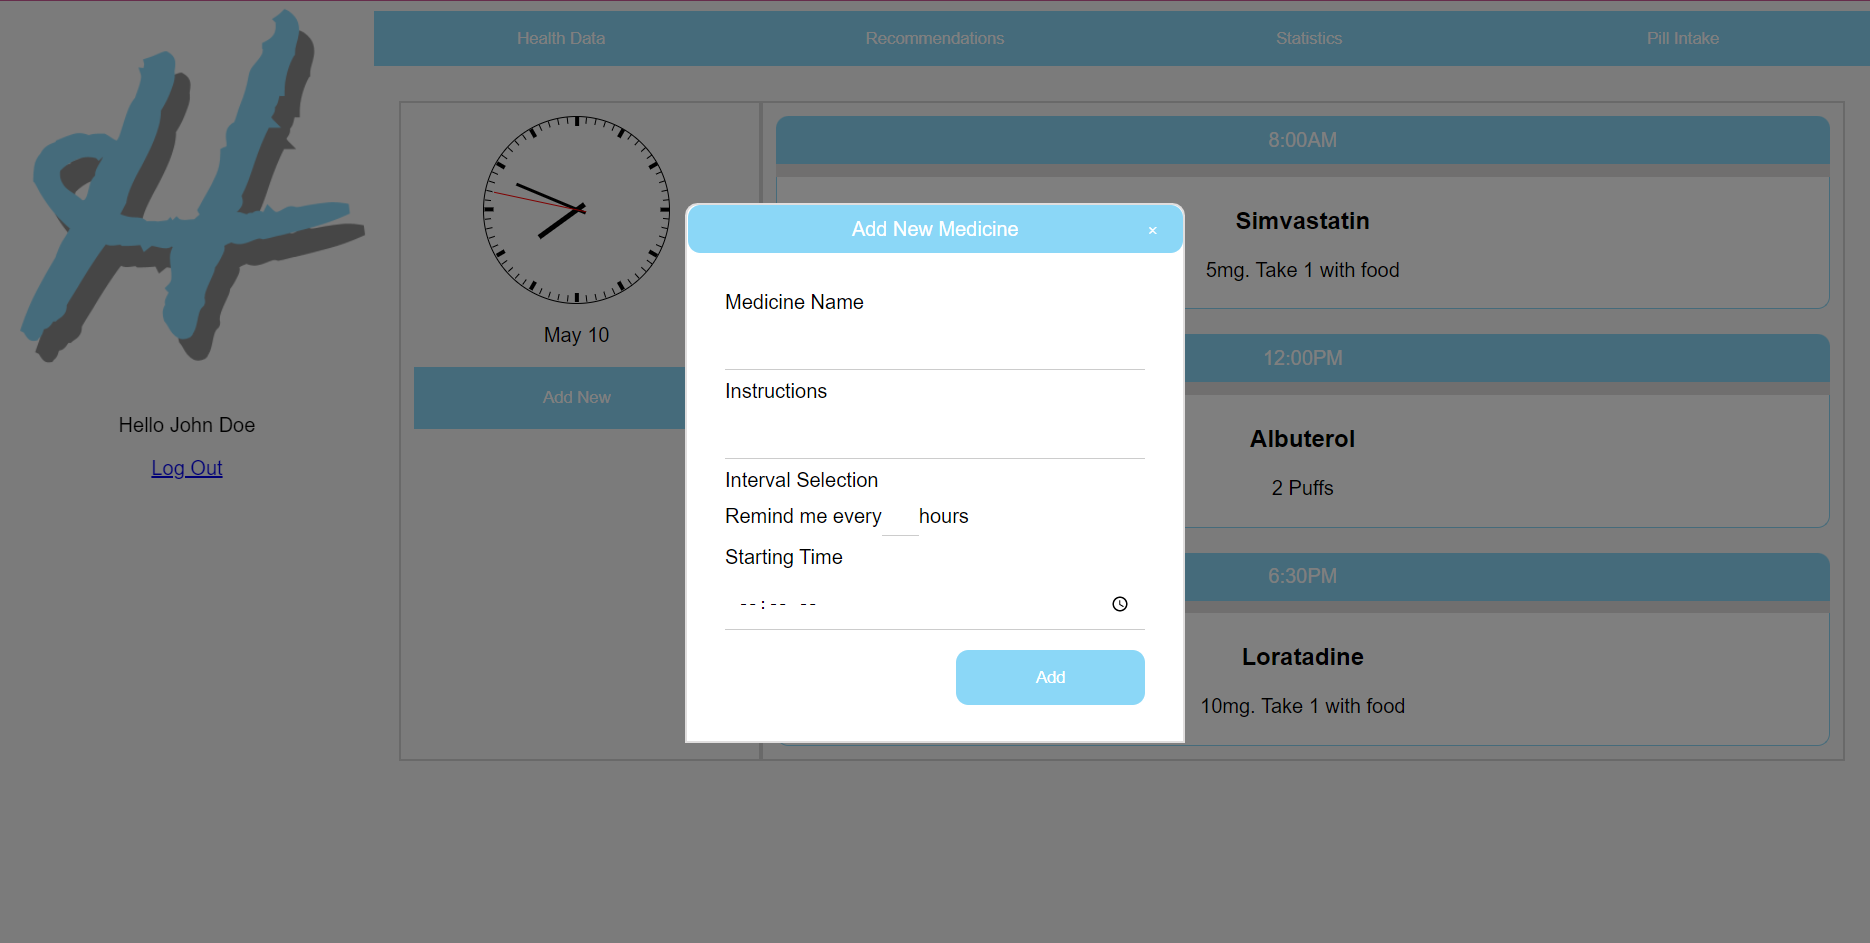 Health Data
Recommendations
Statistics
Pill Intake
Hello John Doe
Log Out
May 10
Add New
8:00AM
Simvastatin
5mg. Take 1 with food
12:00PM
Albuterol
2 Puffs
6:30PM
Loratadine
10mg. Take 1 with food
Add New Medicine ×
Medicine Name
Instructions
Interval Selection
Remind me every hours
Starting Time
--:-- --
Add